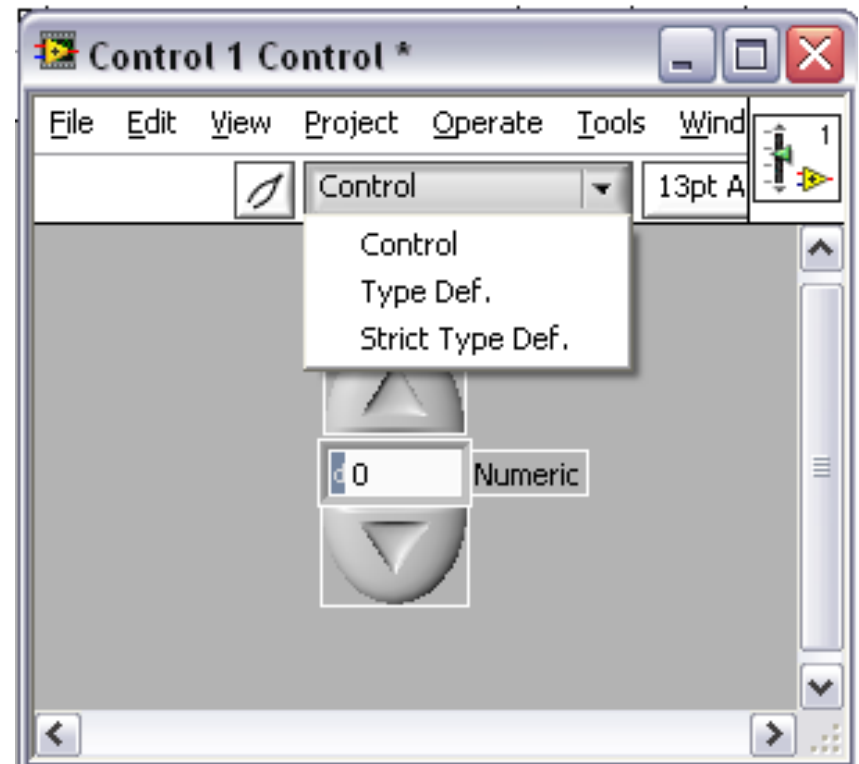 Control 1 Control *
File Edit View Project Operate Tools Wind
1
Control 13pt A
Control
Type Def.
Strict Type Def.
d 0 Numeric